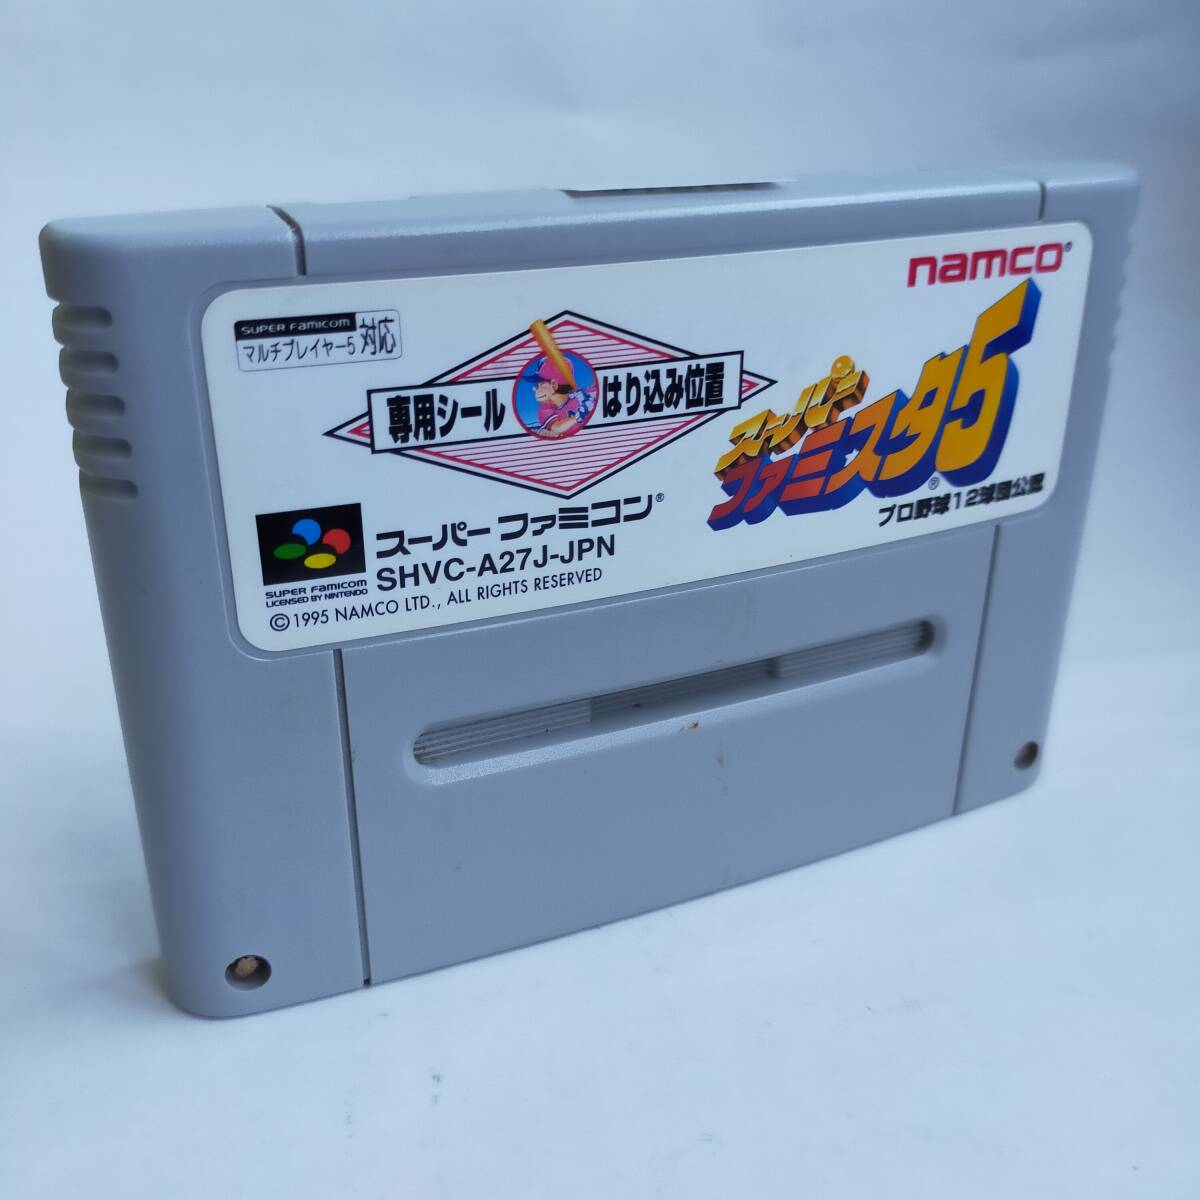 namco®
SUPER FAMICOM
マルチプレイヤー5 対応
専用シール はり込み位置
スーパー
ファミスタ5®
プロ野球12球団公認
スーパーファミコン®
SHVC-A27J-JPN
SUPER FAMICOM
LICENSED BY NINTENDO
©1995 NAMCO LTD., ALL RIGHTS RESERVED